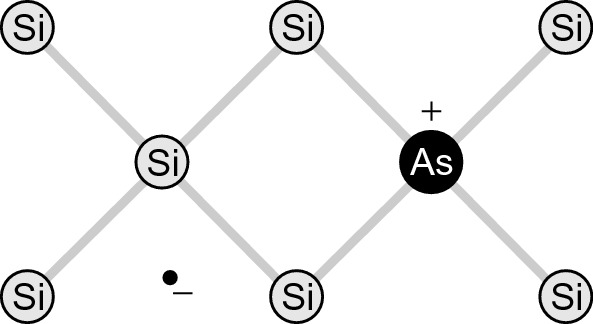 Si Si Si
+
Si As
−
Si Si Si